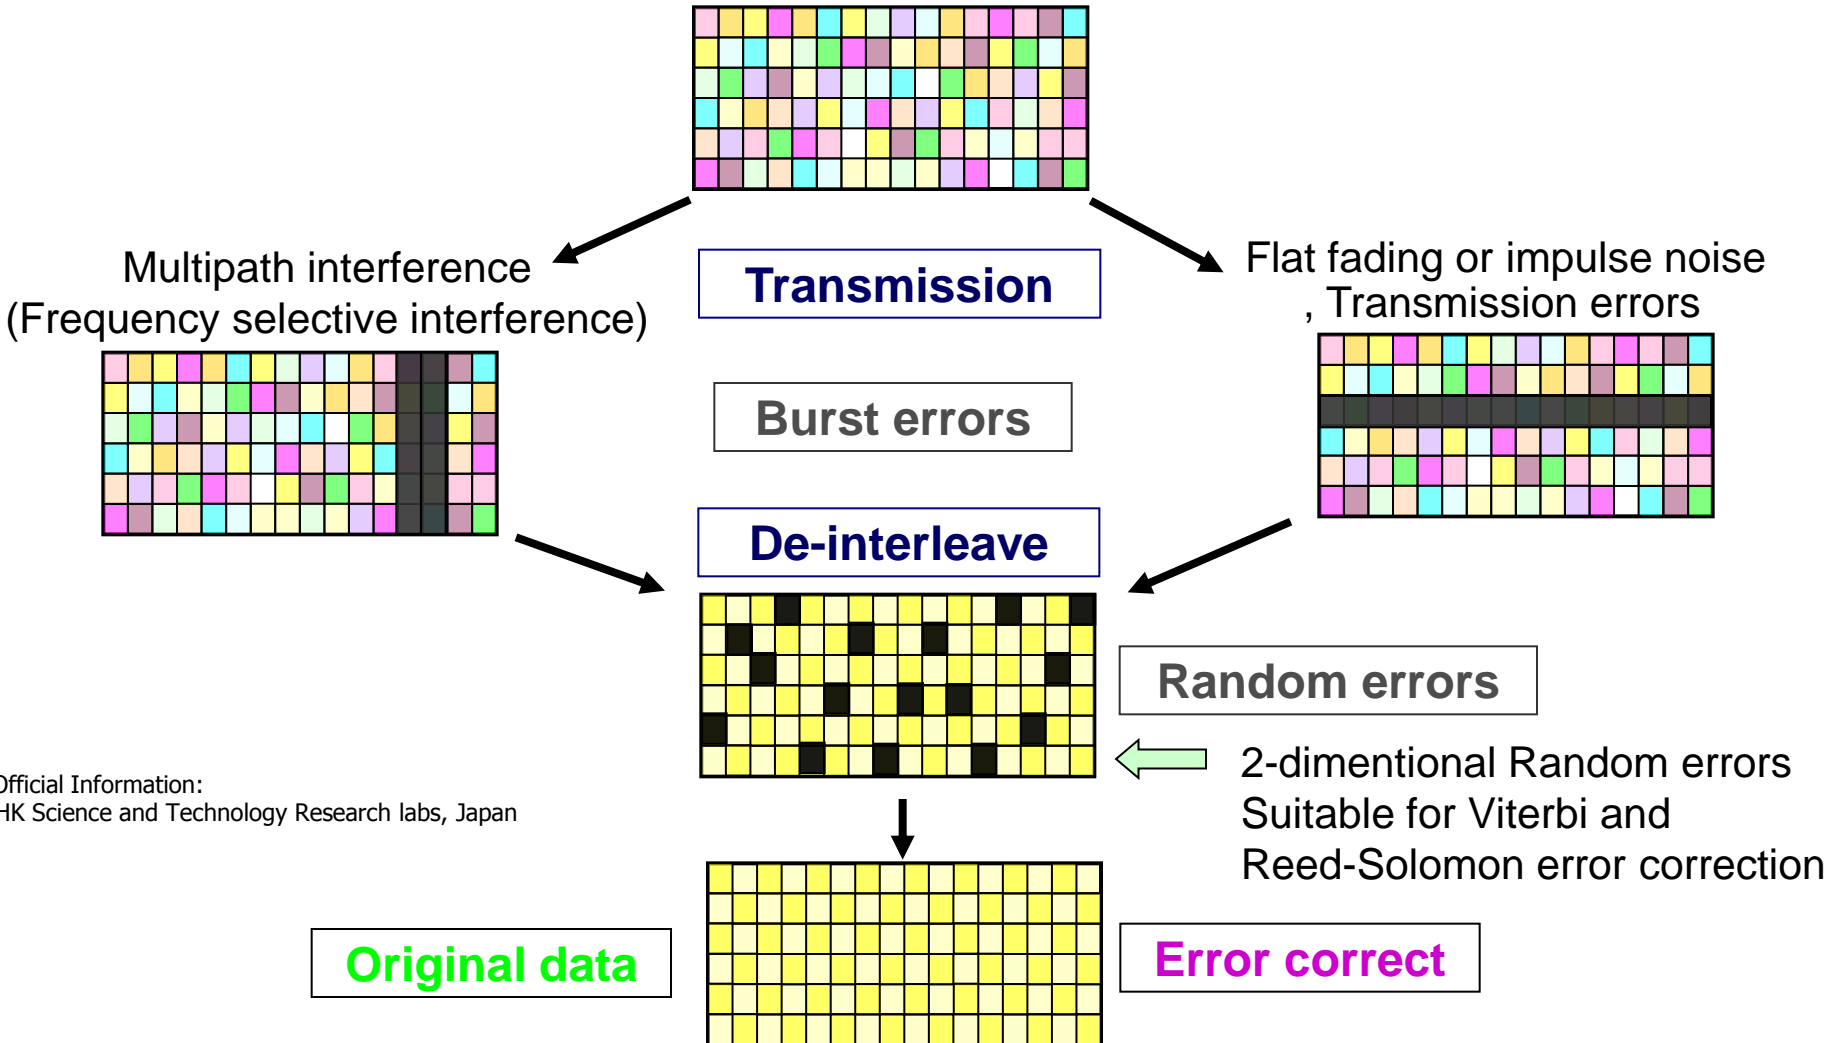 Multipath interference
(Frequency selective interference)
Transmission
Flat fading or impulse noise
, Transmission errors
Burst errors
De-interleave
Random errors
2-dimentional Random errors
Suitable for Viterbi and
Reed-Solomon error correction
Official Information:
HK Science and Technology Research labs, Japan
Original data
Error correct